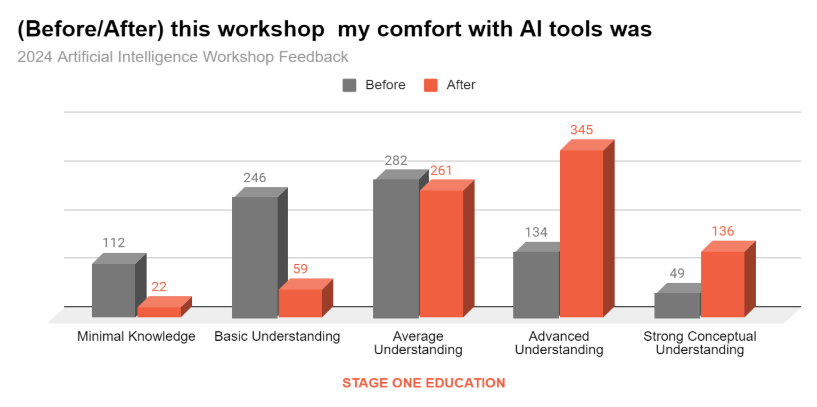 (Before/After) this workshop  my comfort with AI tools was
2024 Artificial Intelligence Workshop Feedback
Before After
112
22
246
59
282
261
134
345
49
136
Minimal Knowledge
Basic Understanding
Average
Understanding
Advanced
Understanding
Strong Conceptual
Understanding
STAGE ONE EDUCATION